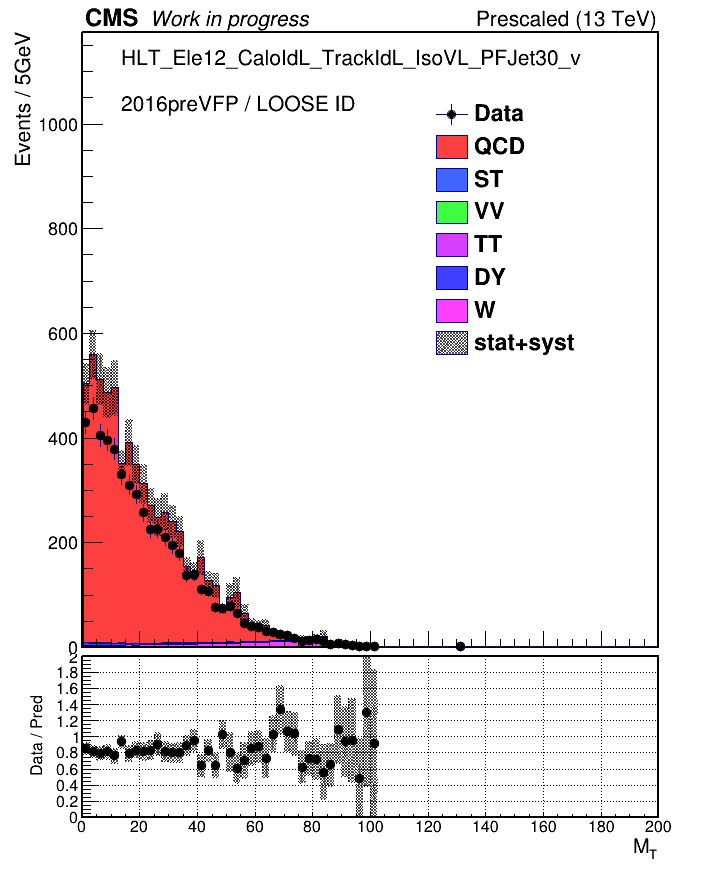 CMS Work in progress Prescaled (13 TeV)
Events / 5GeV
HLT_Ele12_CaloIdL_TrackIdL_IsoVL_PFJet30_v
2016preVFP / LOOSE ID
Data
QCD
ST
VV
TT
DY
W
stat+syst
1000
800
600
400
200
0
Data / Pred
2
1.8
1.6
1.4
1.2
1
0.8
0.6
0.4
0.2
0
0 20 40 60 80 100 120 140 160 180 200
M_T